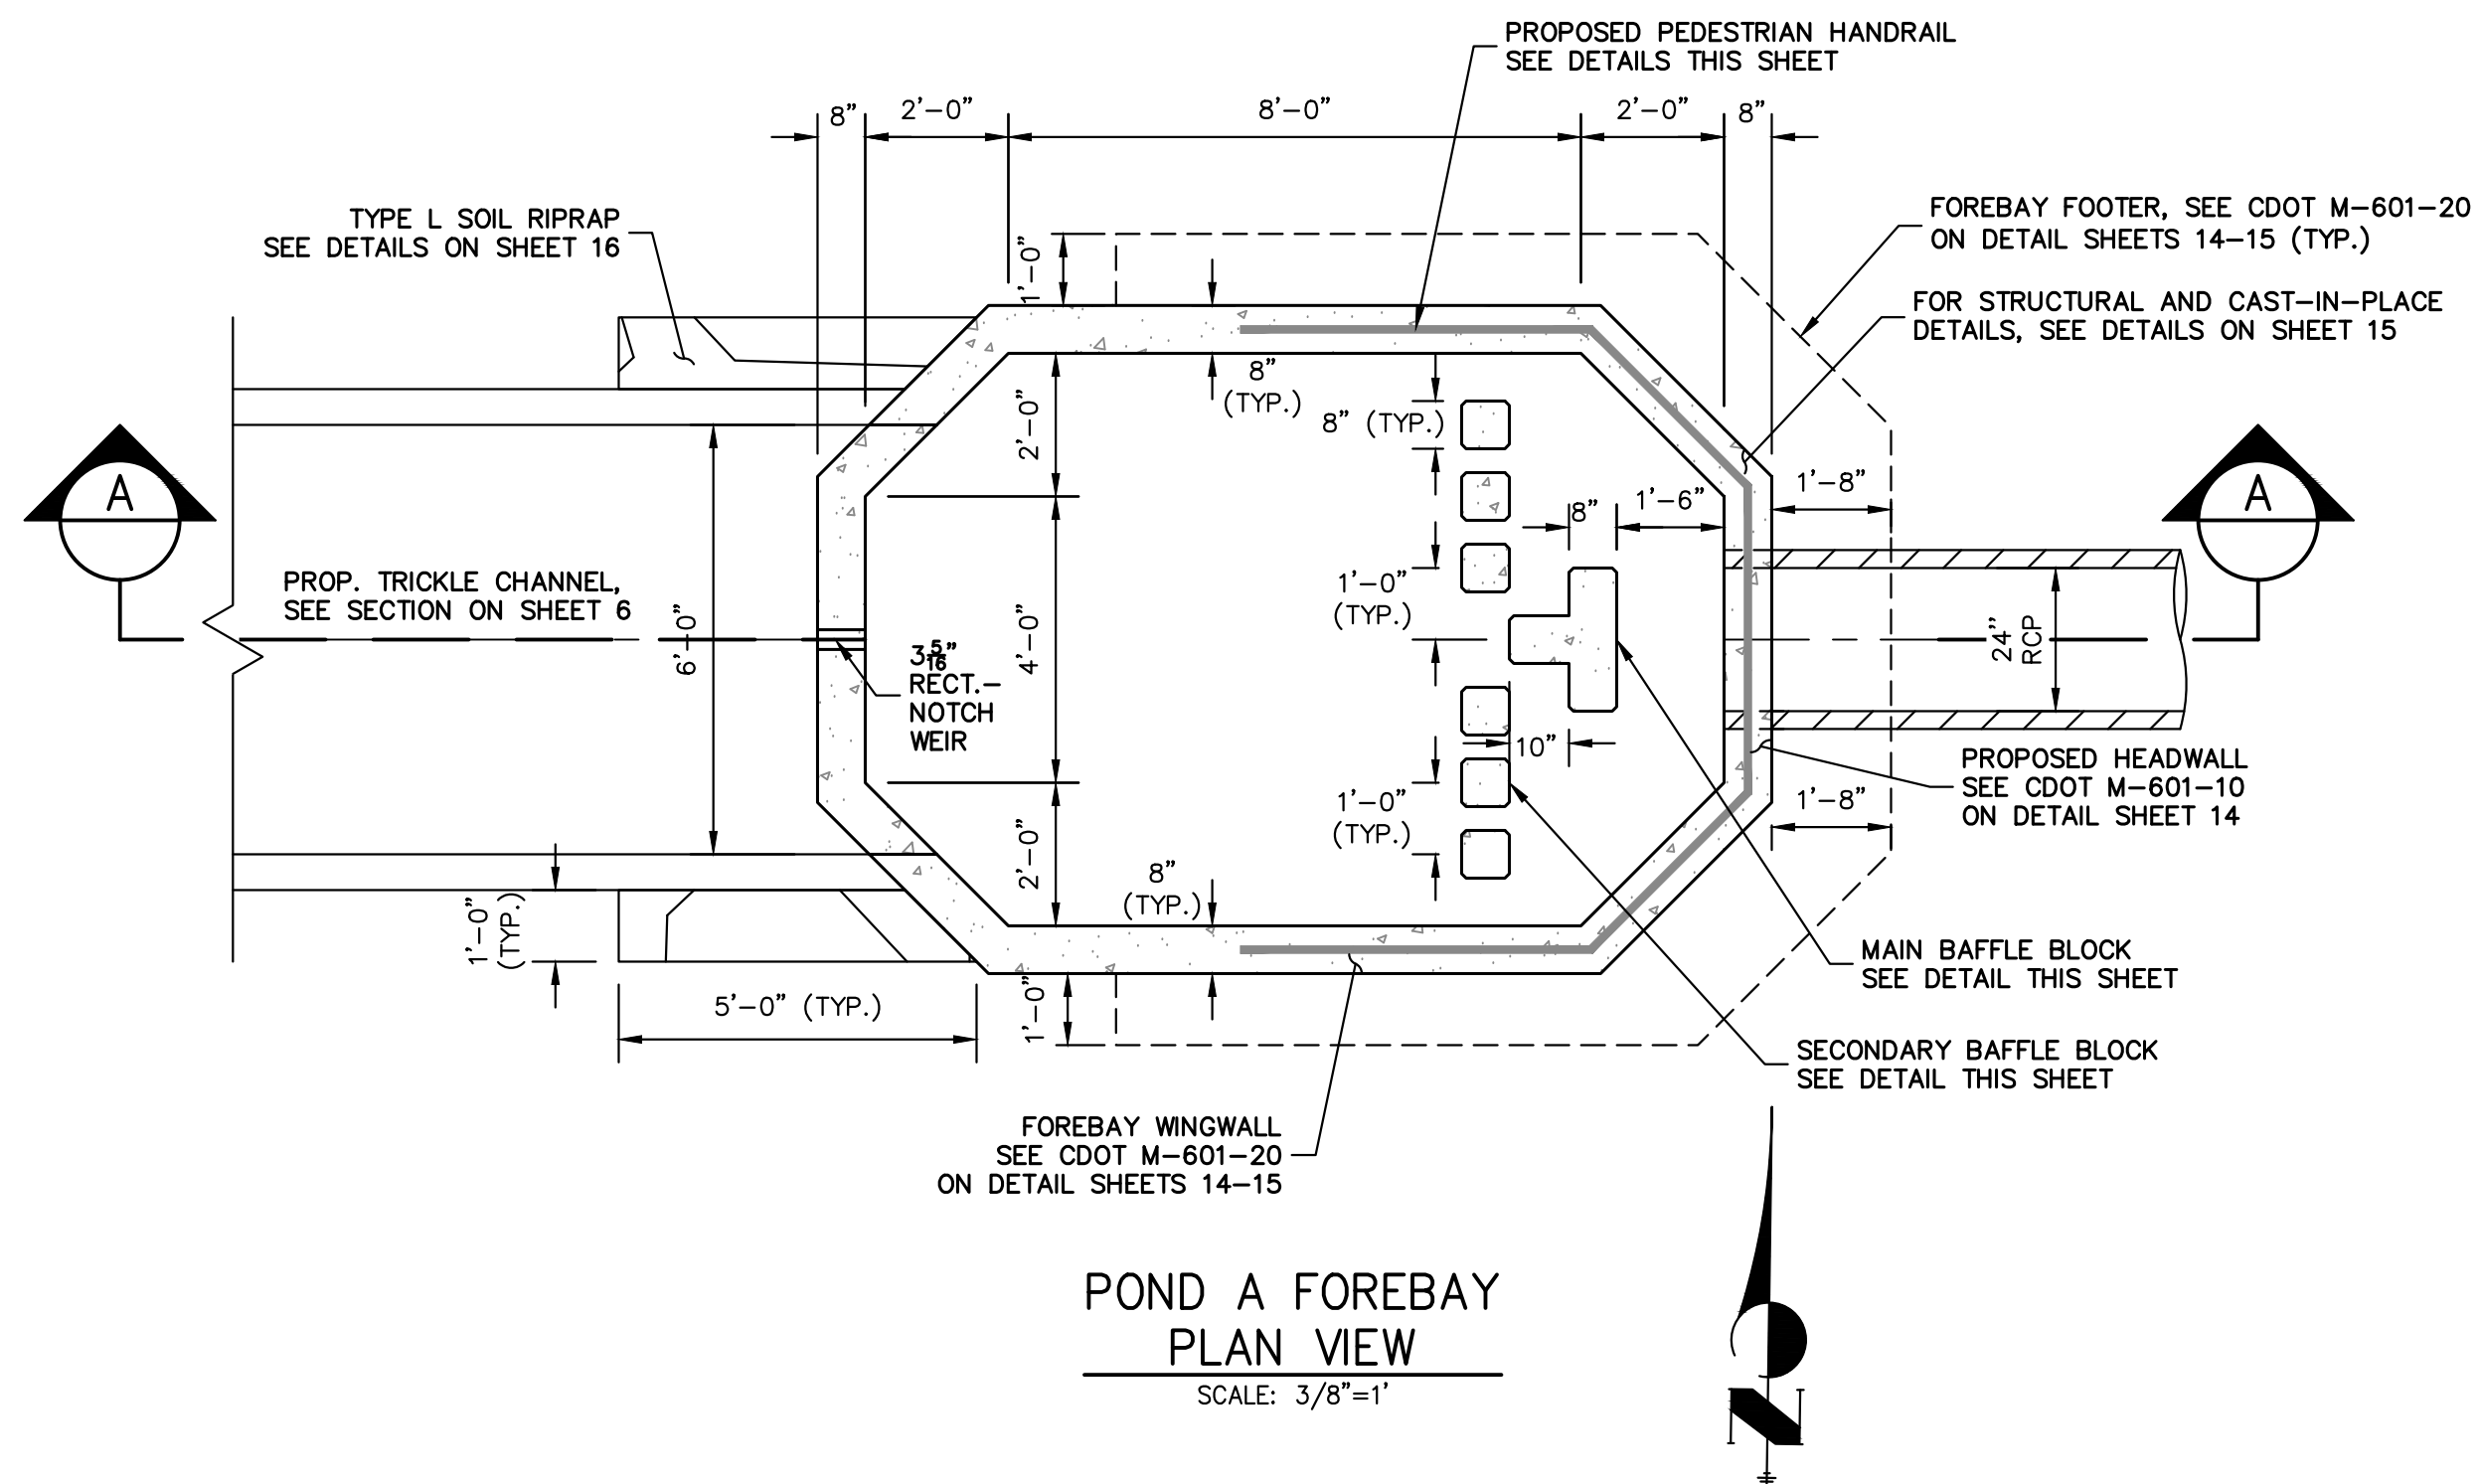 PROPOSED PEDESTRIAN HANDRAIL
SEE DETAILS THIS SHEET
8"
2'-0"
8'-0"
2'-0"
8"
TYPE L SOIL RIPRAP
SEE DETAILS ON SHEET 16
FOREBAY FOOTER, SEE CDOT M-601-20
ON DETAIL SHEETS 14-15 (TYP.)
1'-0"
FOR STRUCTURAL AND CAST-IN-PLACE
DETAILS, SEE DETAILS ON SHEET 15
8"
(TYP.)
8" (TYP.)
2'-0"
A
A
8"
1'-6"
1'-8"
PROP. TRICKLE CHANNEL,
SEE SECTION ON SHEET 6
6'-0"
4'-0"
1'-0"
(TYP.)
24"
RCP
3 5/16"
RECT.-
NOTCH
WEIR
10"
PROPOSED HEADWALL
SEE CDOT M-601-10
ON DETAIL SHEET 14
1'-0"
(TYP.)
1'-8"
2'-0"
8"
(TYP.)
1'-0"
(TYP.)
MAIN BAFFLE BLOCK
SEE DETAIL THIS SHEET
5'-0" (TYP.)
1'-0"
SECONDARY BAFFLE BLOCK
SEE DETAIL THIS SHEET
FOREBAY WINGWALL
SEE CDOT M-601-20
ON DETAIL SHEETS 14-15
POND A FOREBAY
PLAN VIEW
SCALE: 3/8"=1'
N